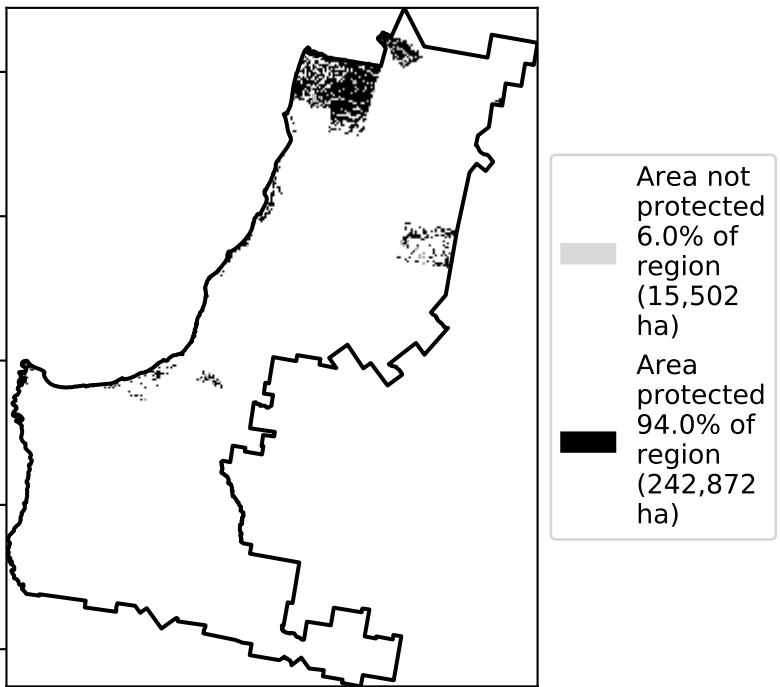 Area not
protected
6.0% of
region
(15,502
ha)
Area
protected
94.0% of
region
(242,872
ha)